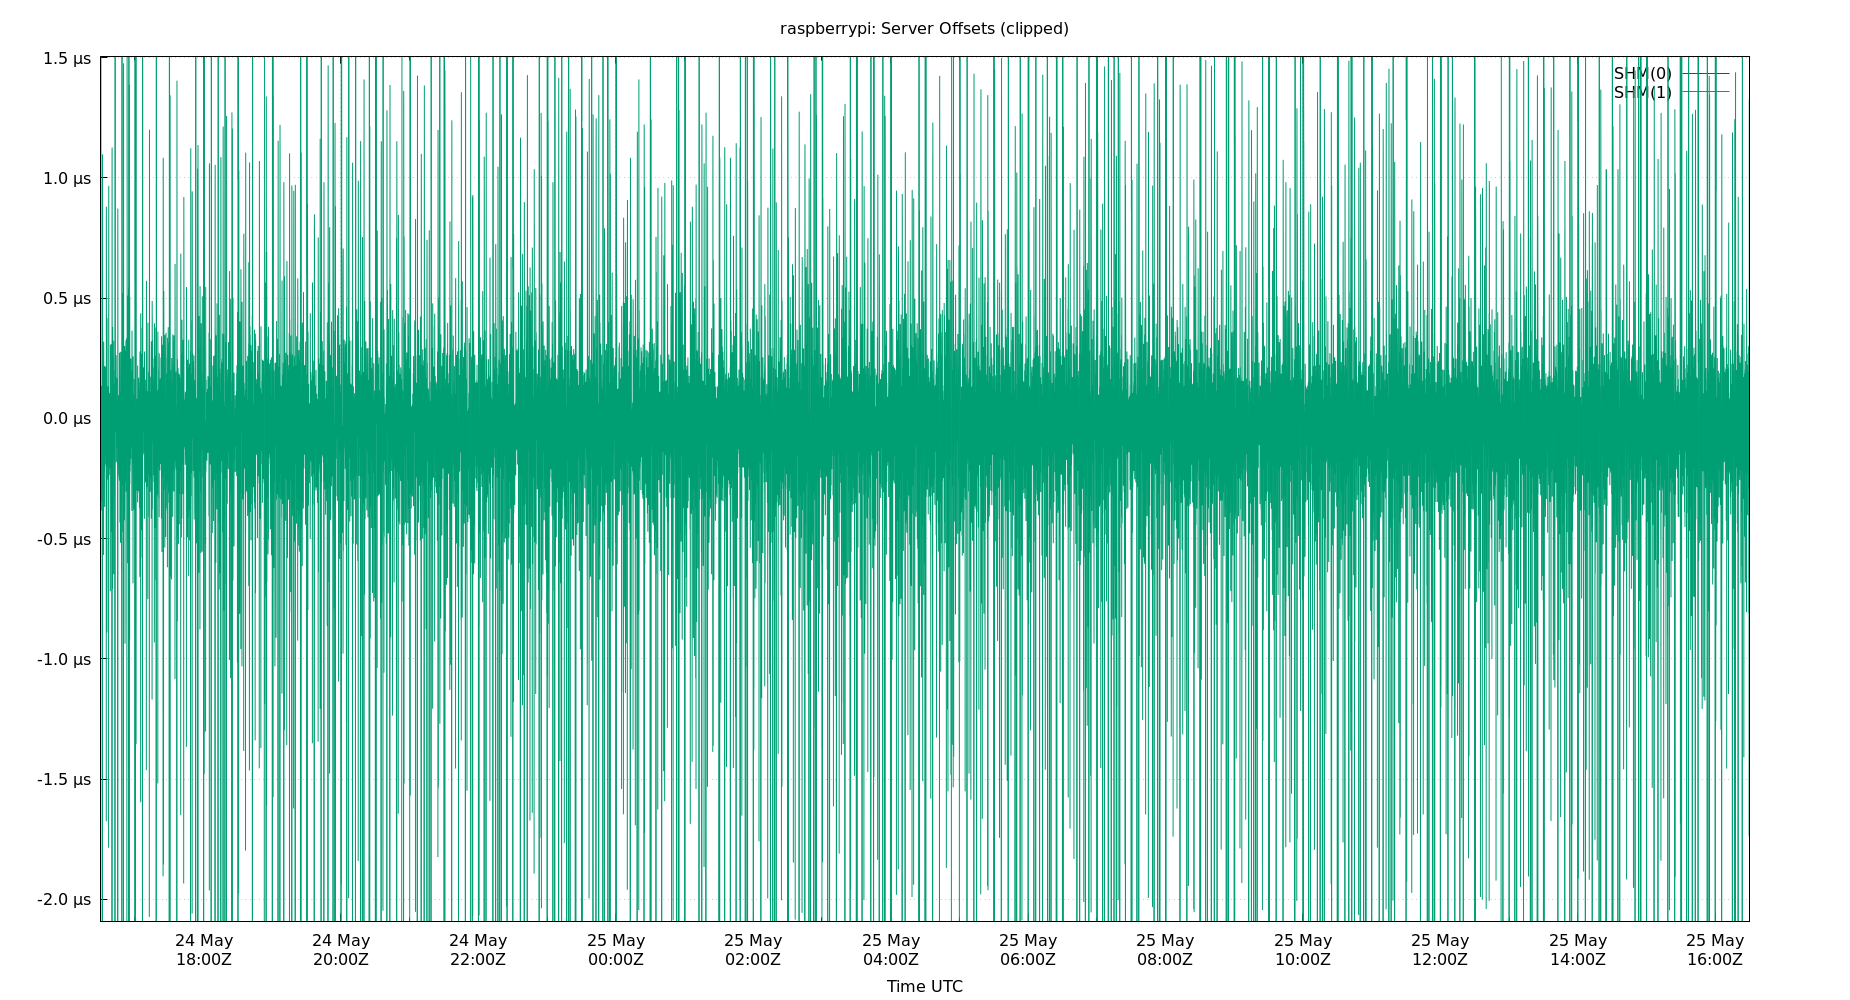 raspberrypi: Server Offsets (clipped)
1.5 µs
1.0 µs
0.5 µs
0.0 µs
-0.5 µs
-1.0 µs
-1.5 µs
-2.0 µs
SHM(0)
SHM(1)
24 May 24 May 24 May 25 May 25 May 25 May 25 May 25 May 25 May 25 May 25 May 25 May
18:00Z 20:00Z 22:00Z 00:00Z 02:00Z 04:00Z 06:00Z 08:00Z 10:00Z 12:00Z 14:00Z 16:00Z
Time UTC